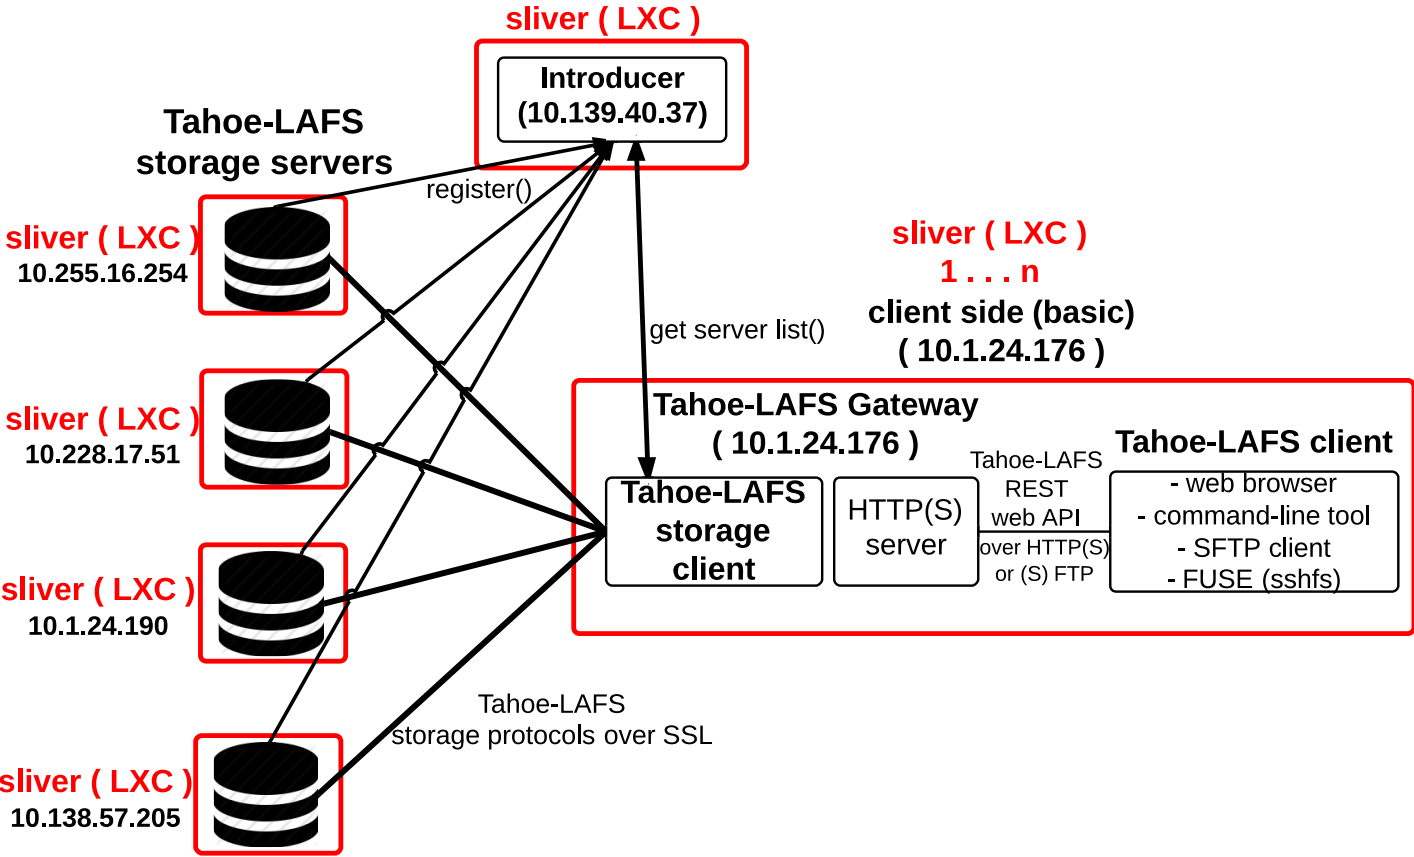 sliver ( LXC )
Introducer
(10.139.40.37)
Tahoe-LAFS
storage servers
register()
sliver ( LXC )
10.255.16.254
sliver ( LXC )
1 . . . n
client side (basic)
( 10.1.24.176 )
get server list()
sliver ( LXC )
10.228.17.51
Tahoe-LAFS Gateway
( 10.1.24.176 )
Tahoe-LAFS
storage
client
HTTP(S)
server
Tahoe-LAFS
REST
web API
over HTTP(S)
or (S) FTP
Tahoe-LAFS client
- web browser
- command-line tool
- SFTP client
- FUSE (sshfs)
sliver ( LXC )
10.1.24.190
Tahoe-LAFS
storage protocols over SSL
sliver ( LXC )
10.138.57.205